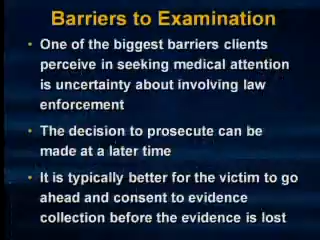 Barriers to Examination
• One of the biggest barriers clients
perceive in seeking medical attention
is uncertainty about involving law
enforcement
• The decision to prosecute can be
made at a later time
• It is typically better for the victim to go
ahead and consent to evidence
collection before the evidence is lost